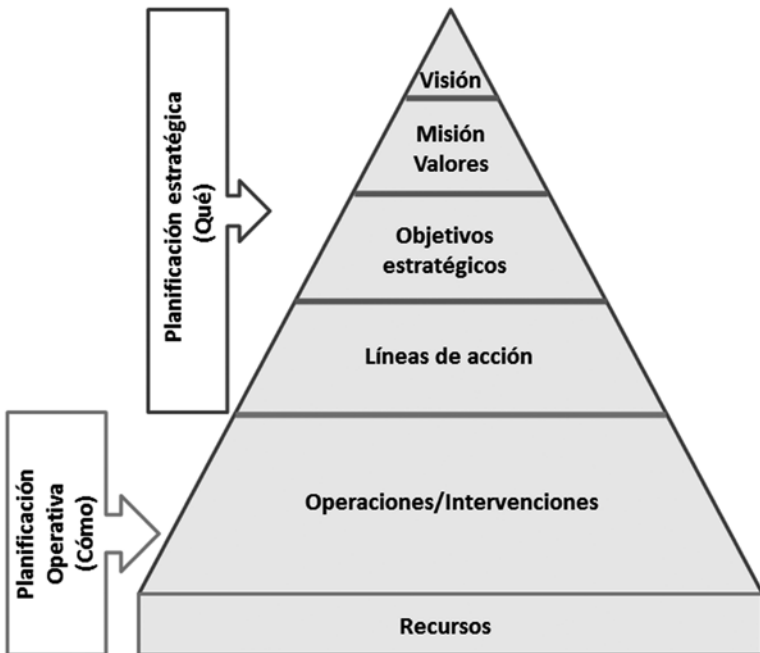 Planificación estratégica
(Qué)
Visión
Misión
Valores
Objetivos
estratégicos
Líneas de acción
Planificación
Operativa
(Cómo)
Operaciones/Intervenciones
Recursos